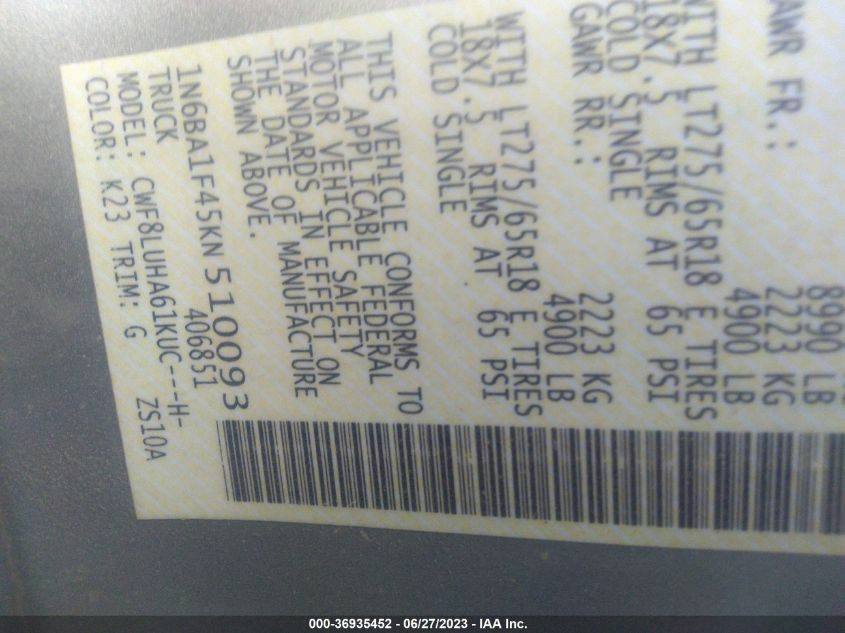 8990 LB
GAWR FR.: 2223 KG
4900 LB
WITH LT275/65R18 E TIRES
18X7.5 RIMS AT 65 PSI
COLD SINGLE
GAWR RR.: 2223 KG
4900 LB
WITH LT275/65R18 E TIRES
18X7.5 RIMS AT 65 PSI
COLD SINGLE
THIS VEHICLE CONFORMS TO
ALL APPLICABLE FEDERAL
MOTOR VEHICLE SAFETY
STANDARDS IN EFFECT ON
THE DATE OF MANUFACTURE
SHOWN ABOVE.
1N6BA1F45KN510093
TRUCK 406851
MODEL: CWF8LUHA61KUC---H-
COLOR: K23 TRIM: G ZS10A
000-36935452 - 06/27/2023 - IAA Inc.